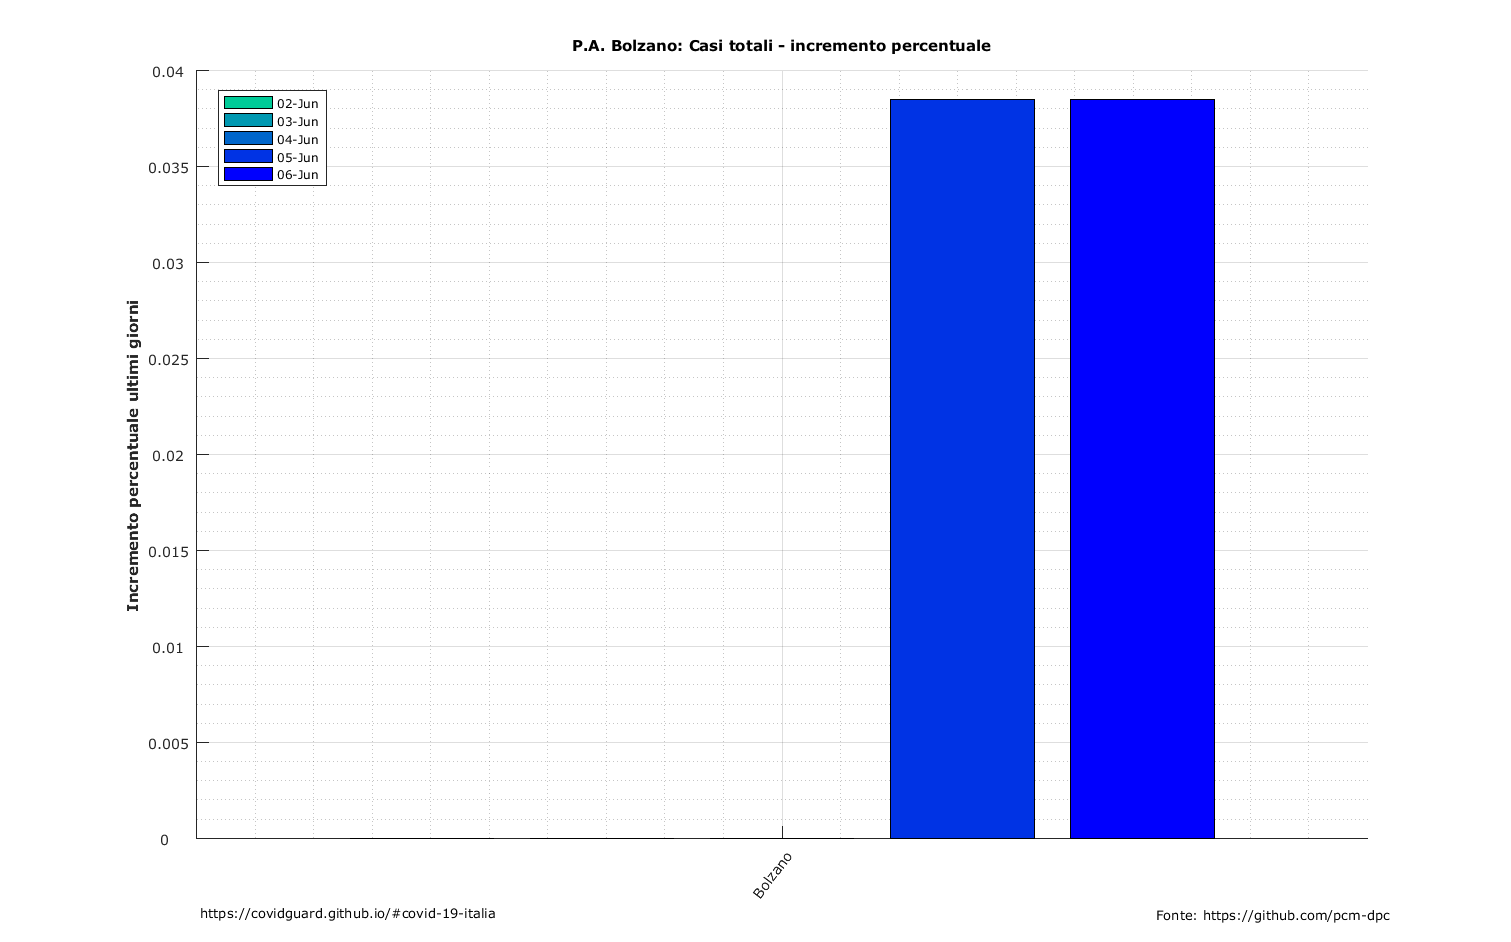 P.A. Bolzano: Casi totali - incremento percentuale
0.04
0.035
0.03
0.025
0.02
0.015
0.01
0.005
0
02-Jun
03-Jun
04-Jun
05-Jun
06-Jun
Incremento percentuale ultimi giorni
Bolzano
https://covidguard.github.io/#covid-19-italia
Fonte: https://github.com/pcm-dpc